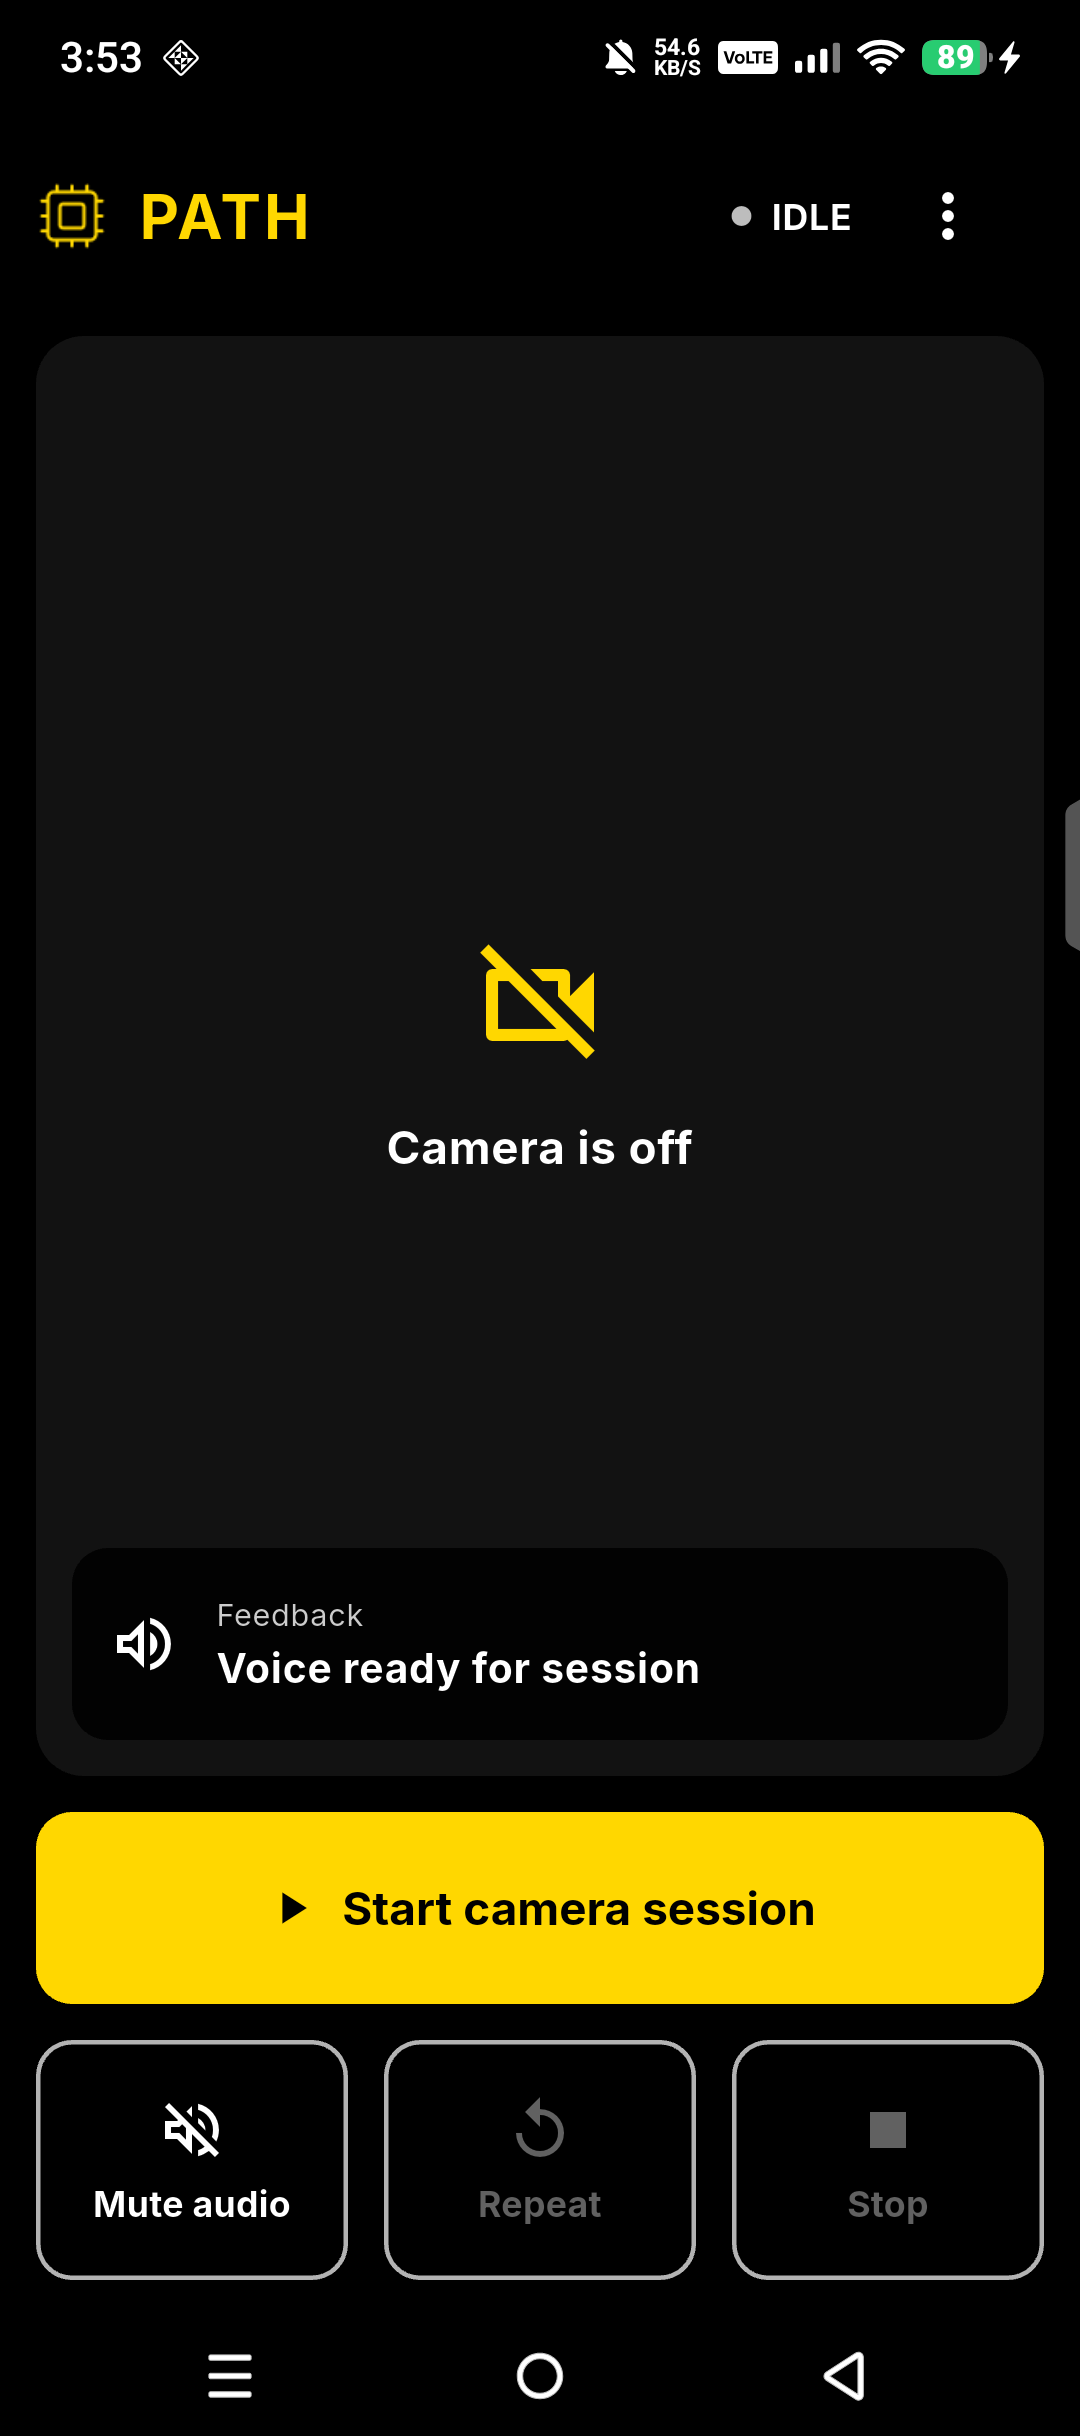 3:53
54.6
KB/S
VoLTE
89
PATH
IDLE
Camera is off
Feedback
Voice ready for session
Start camera session
Mute audio
Repeat
Stop